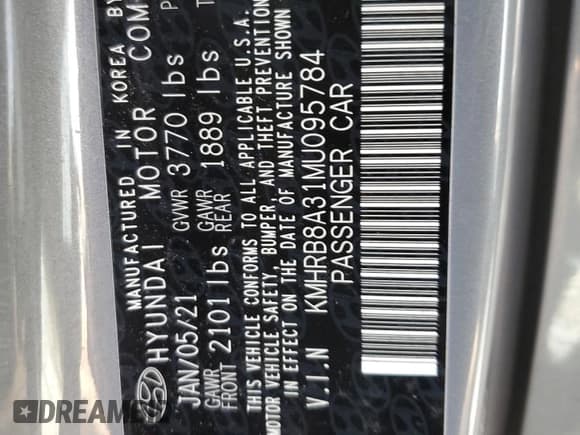 MANUFACTURED IN KOREA BY
HYUNDAI MOTOR COM
JAN/05/21 GVWR 3770 lbs
GAWR FRONT 2101 lbs GAWR REAR 1889 lbs
THIS VEHICLE CONFORMS TO ALL APPLICABLE U.S.A.
MOTOR VEHICLE SAFETY, BUMPER, AND THEFT PREVENTION
IN EFFECT ON THE DATE OF MANUFACTURE SHOWN
V.I.N KMHRB8A31MU095784
PASSENGER CAR
DREAMBID